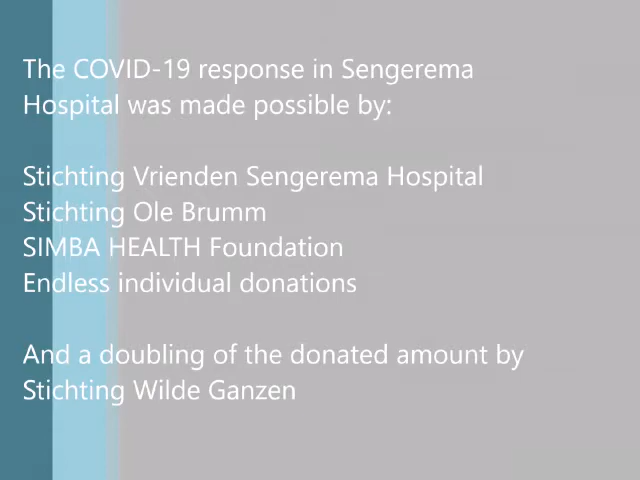 The COVID-19 response in Sengerema
Hospital was made possible by:
Stichting Vrienden Sengerema Hospital
Stichting Ole Brumm
SIMBA HEALTH Foundation
Endless individual donations
And a doubling of the donated amount by
Stichting Wilde Ganzen